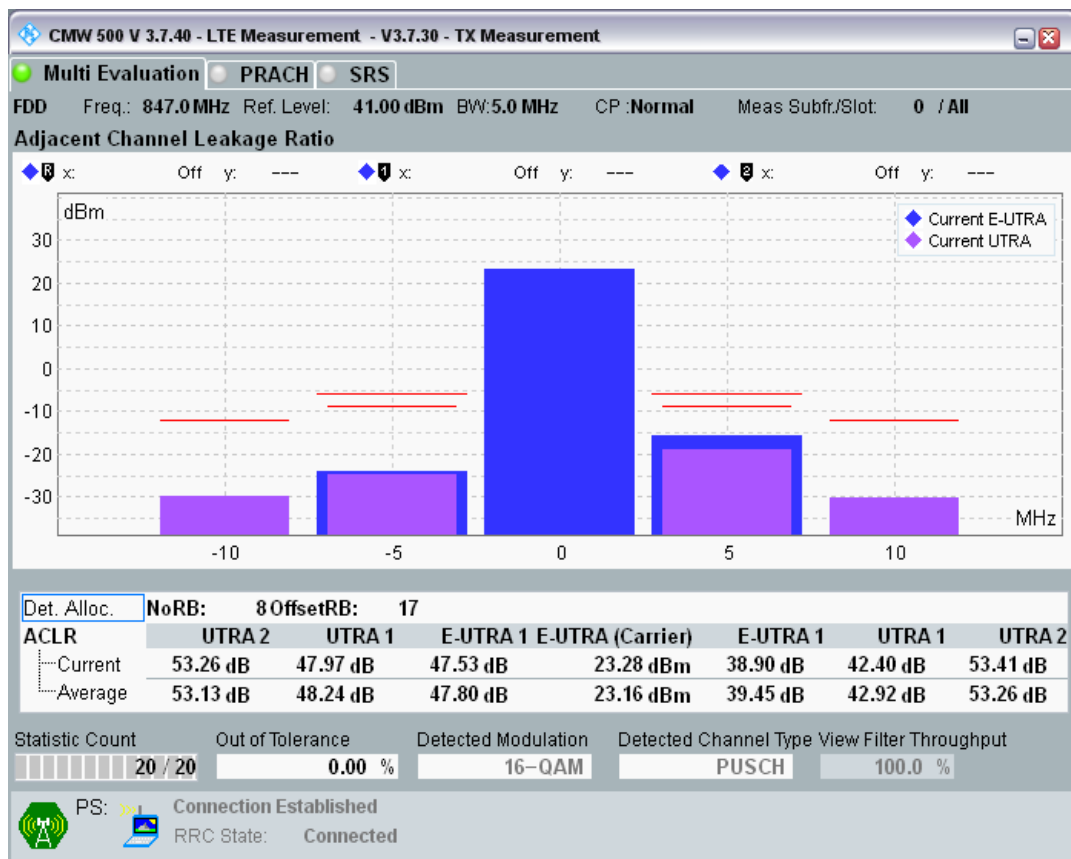 CMW 500 V 3.7.40 - LTE Measurement - V3.7.30 - TX Measurement
Multi Evaluation PRACH SRS
FDD Freq.: 847.0 MHz Ref. Level: 41.00 dBm BW:5.0 MHz CP :Normal Meas Subfr./Slot: 0 / All
Adjacent Channel Leakage Ratio
R x: Off y: --- 1 x: Off y: --- 2 x: Off y: ---
dBm
Current E-UTRA
Current UTRA
30
20
10
0
-10
-20
-30
MHz
-10 -5 0 5 10
Det. Alloc. NoRB: 8 OffsetRB: 17
ACLR UTRA 2 UTRA 1 E-UTRA 1 E-UTRA (Carrier) E-UTRA 1 UTRA 1 UTRA 2
Current 53.26 dB 47.97 dB 47.53 dB 23.28 dBm 38.90 dB 42.40 dB 53.41 dB
Average 53.13 dB 48.24 dB 47.80 dB 23.16 dBm 39.45 dB 42.92 dB 53.26 dB
Statistic Count Out of Tolerance Detected Modulation Detected Channel Type View Filter Throughput
20 / 20 0.00 % 16-QAM PUSCH 100.0 %
PS: Connection Established
RRC State: Connected